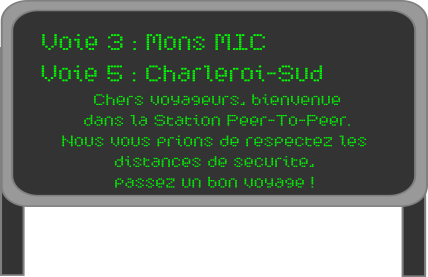 Voie 3 : Mons MIC
Voie 5 : Charleroi-Sud
Chers voyageurs, bienvenue
dans la Station Peer-To-Peer.
Nous vous prions de respectez les
distances de securite,
passez un bon voyage !